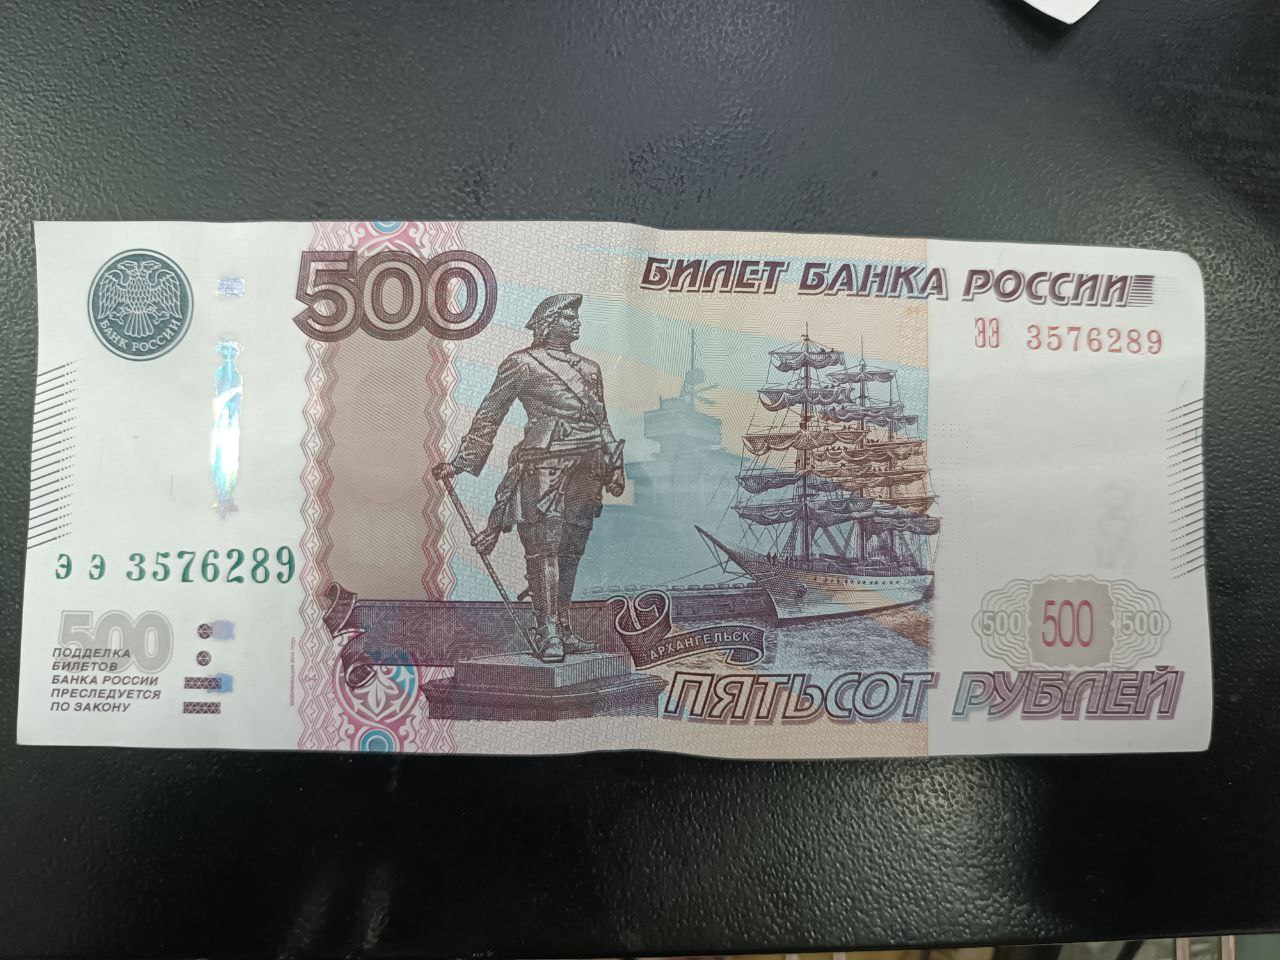 БАНК РОССИИ
500
БИЛЕТ БАНКА РОССИИ
ЭЭ 3576289
500
Э Э 3576289
500
ПОДДЕЛКА
БИЛЕТОВ
БАНКА РОССИИ
ПРЕСЛЕДУЕТСЯ
ПО ЗАКОНУ
АРХАНГЕЛЬСК
500 500 500
ПЯТЬСОТ РУБЛЕЙ